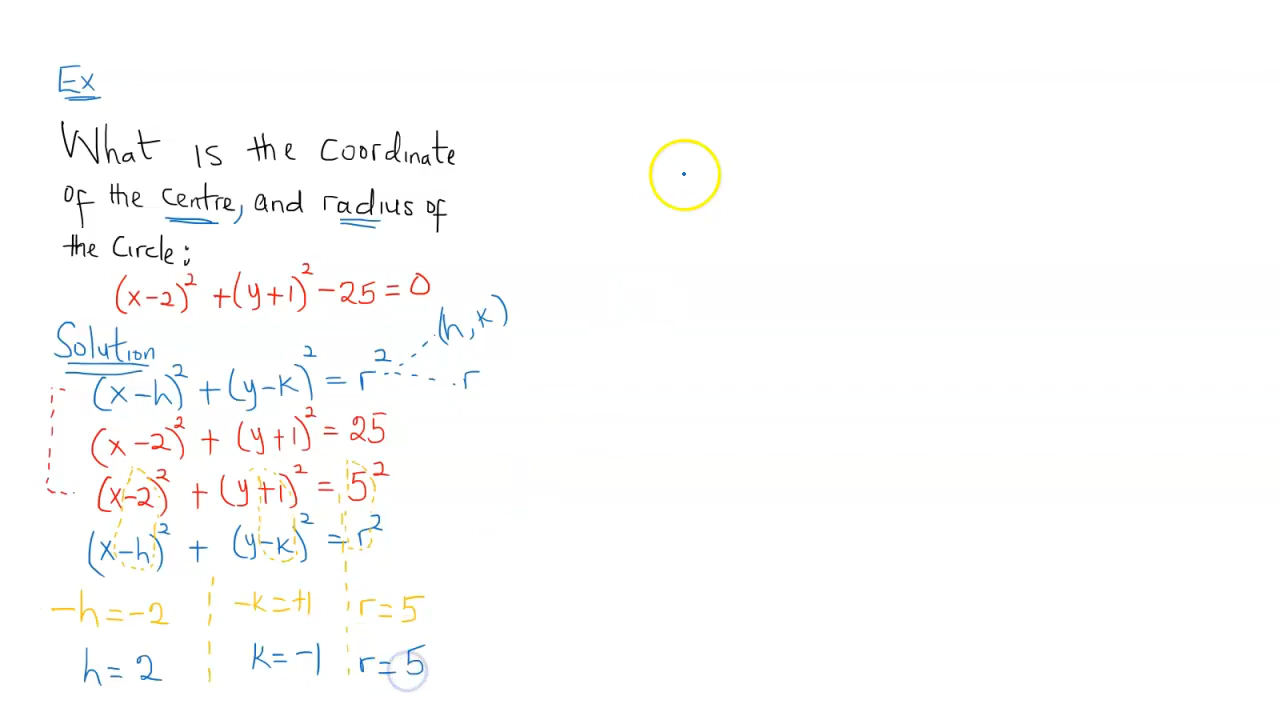 Ex
What is the coordinate
of the centre, and radius of
the Circle:
(x-2)² + (y+1)² - 25 = 0
Solution
(h, k)
(x-h)² + (y-k)² = r² r
(x-2)² + (y+1)² = 25
(x-2)² + (y+1)² = 5²
(x-h)² + (y-k)² = r²
-h = -2 -k = +1 r = 5
h = 2 k = -1 r = 5